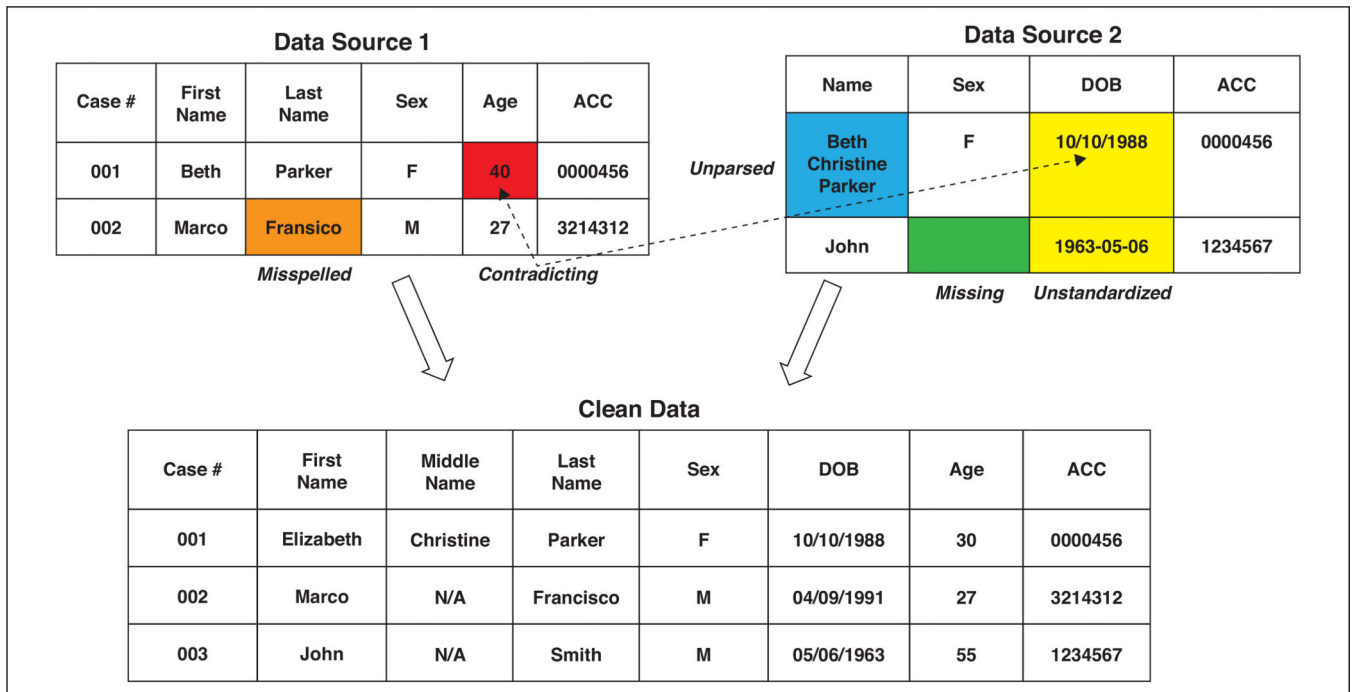 Data Source 1
Case # First Name Last Name Sex Age ACC
001 Beth Parker F 40 0000456
002 Marco Fransico M 27 3214312
Misspelled Contradicting
Data Source 2
Name Sex DOB ACC
Unparsed
Beth Christine Parker F 10/10/1988 0000456
John 1963-05-06 1234567
Missing Unstandardized
Clean Data
Case # First Name Middle Name Last Name Sex DOB Age ACC
001 Elizabeth Christine Parker F 10/10/1988 30 0000456
002 Marco N/A Francisco M 04/09/1991 27 3214312
003 John N/A Smith M 05/06/1963 55 1234567